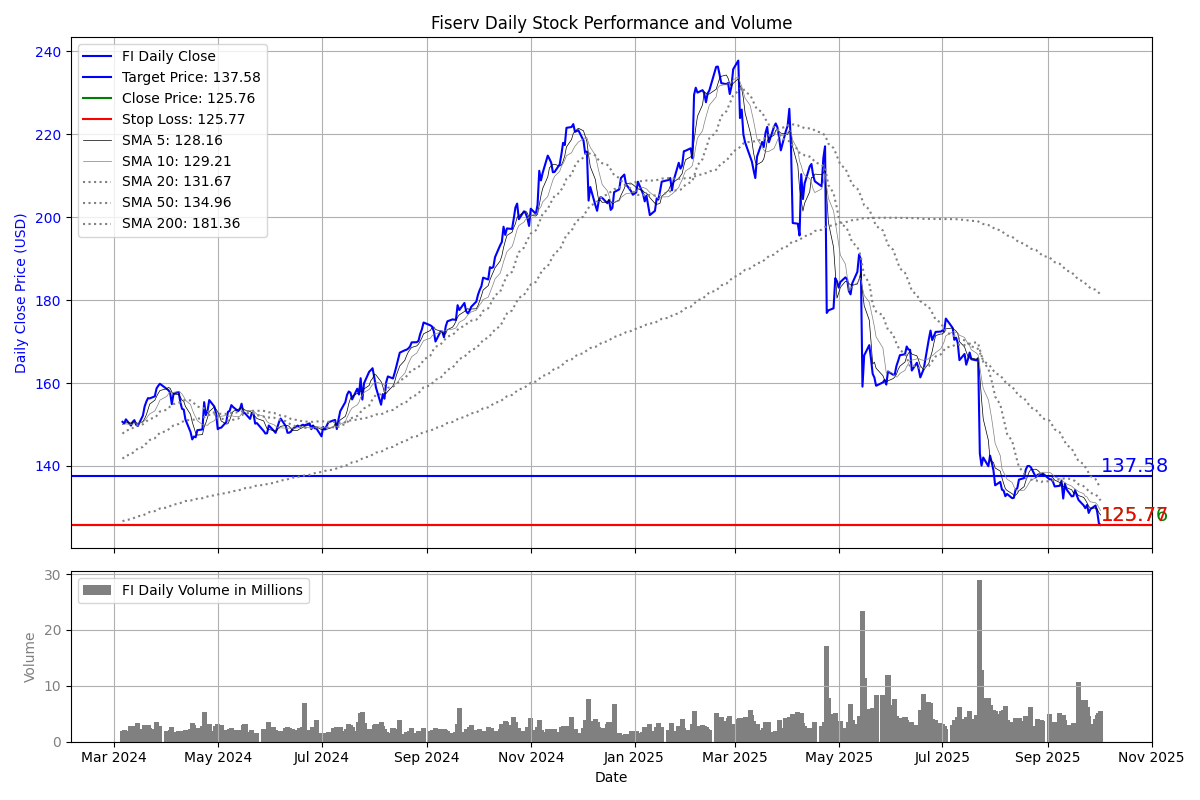 Fiserv Daily Stock Performance and Volume
FI Daily Close
Target Price: 137.58
Close Price: 125.76
Stop Loss: 125.77
SMA 5: 128.16
SMA 10: 129.21
SMA 20: 131.67
SMA 50: 134.96
SMA 200: 181.36
Daily Close Price (USD)
240
220
200
180
160
140
137.58
125.77
125.76
FI Daily Volume in Millions
Volume
30
20
10
0
Mar 2024
May 2024
Jul 2024
Sep 2024
Nov 2024
Jan 2025
Mar 2025
May 2025
Jul 2025
Sep 2025
Nov 2025
Date